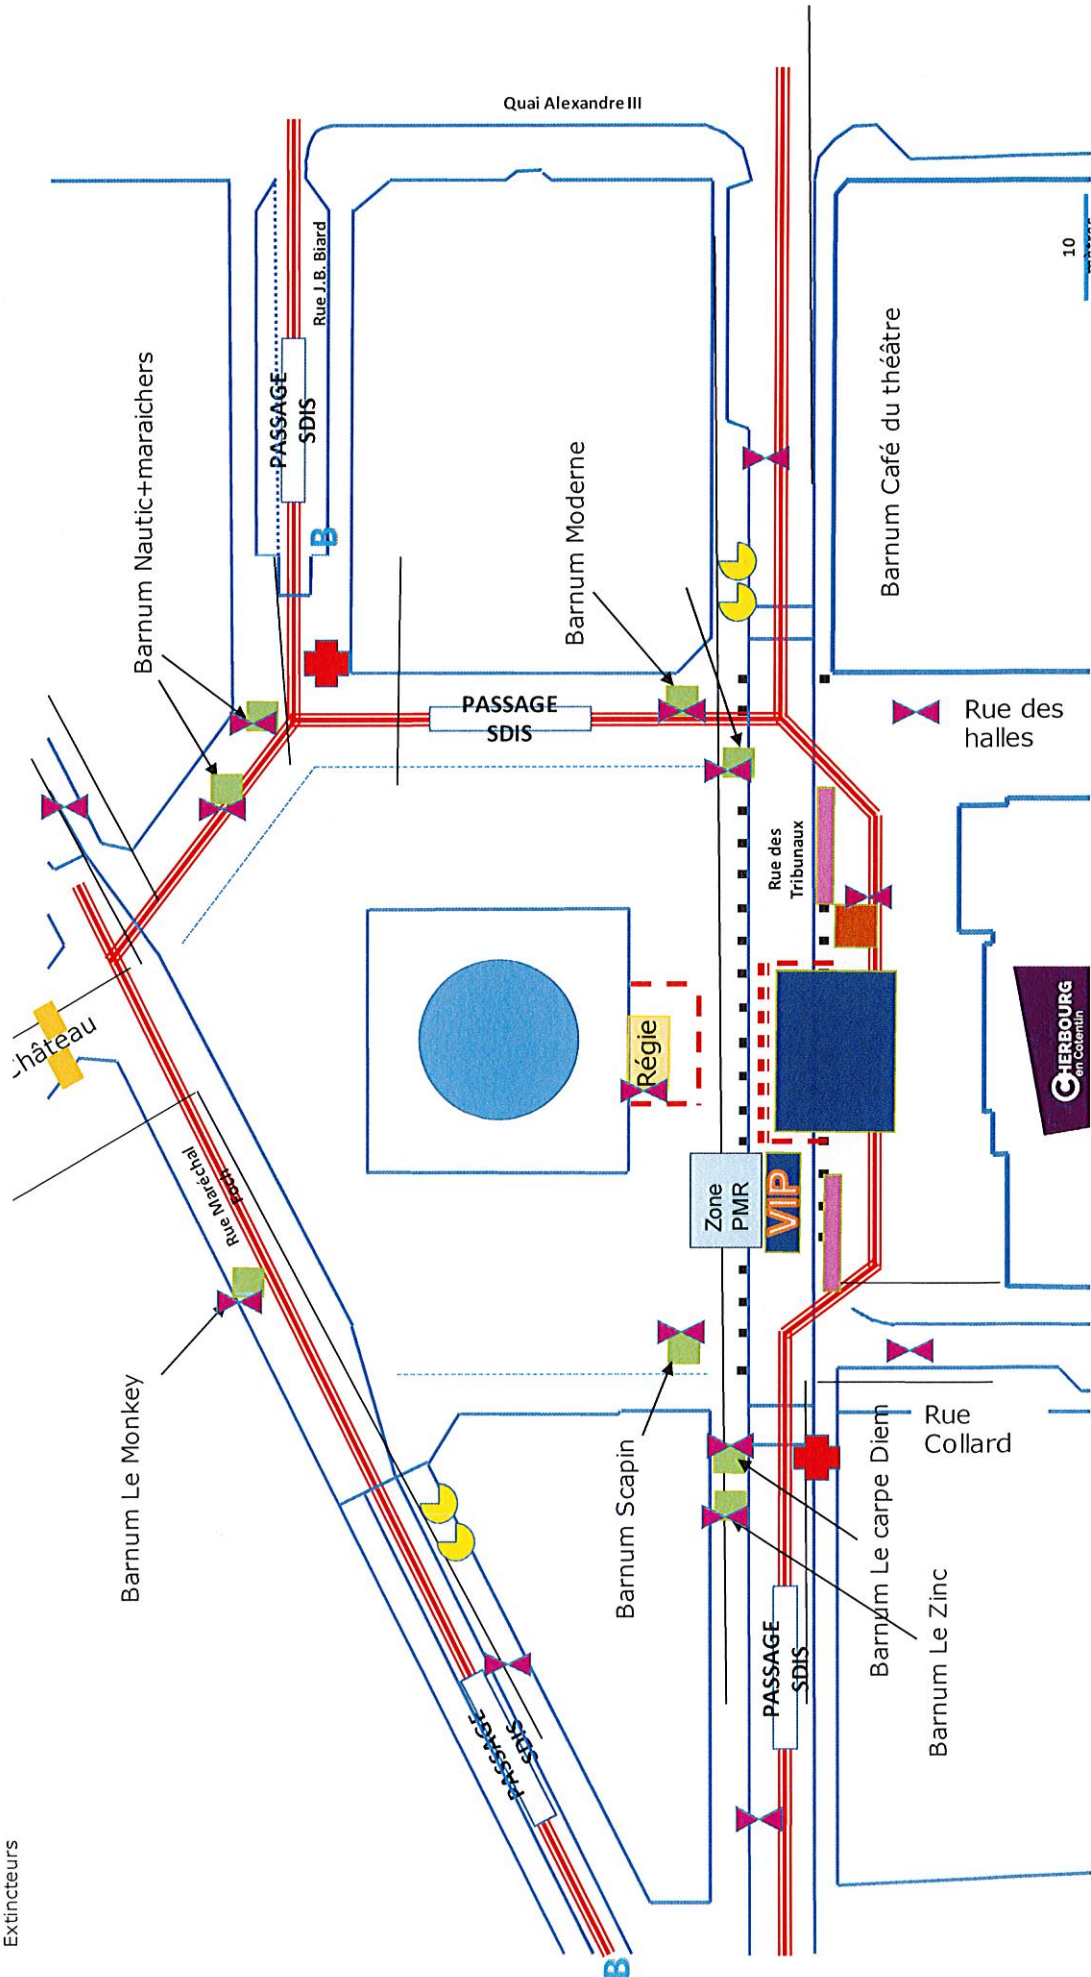 Extincteurs
Quai Alexandre III
Rue J.B. Biard
PASSAGE
SDIS
B
Barnum Nautic+maraichers
Barnum Moderne
PASSAGE
SDIS
Barnum Café du théâtre
10
Rue des
halles
Rue des
Tribunaux
Château
Régie
CHERBOURG
en Cotentin
Rue Maréchal
Foch
Zone
PMR
VIP
Barnum Le Monkey
Barnum Scapin
Rue
Collard
Barnum Le carpe Diem
Barnum Le Zinc
PASSAGE
SDIS
PASSAGE
SDIS
B